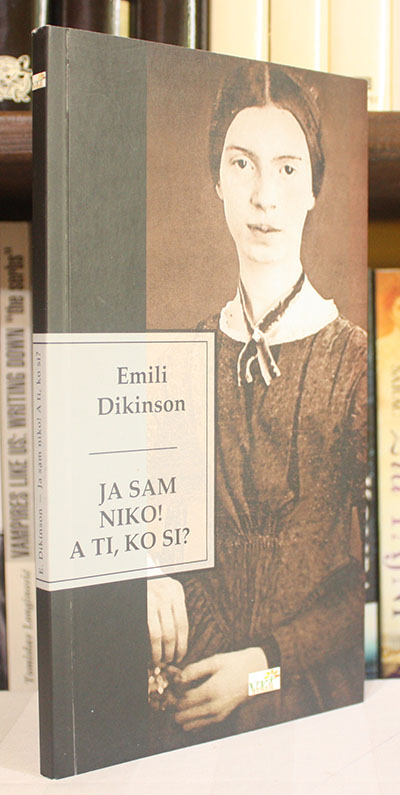 Emili
Dikinson
JA SAM
NIKO!
A TI, KO SI?
E. Dikinson – Ja sam niko! A ti, ko si?
VAMPIRES LIKE US: WRITING DOWN "the serbs"
Tomislav Longinović